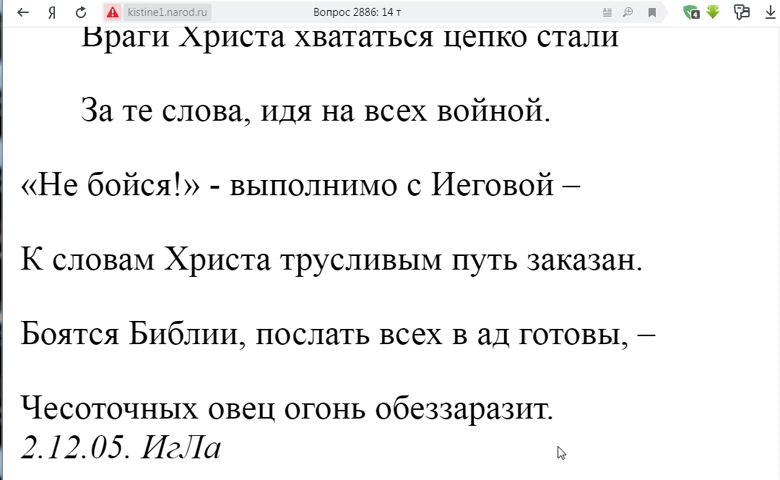 kistine1.narod.ru
Вопрос 2886: 14 т
4
Враги Христа хвататься цепко стали
За те слова, идя на всех войной.
«Не бойся!» - выполнимо с Иеговой –
К словам Христа трусливым путь заказан.
Боятся Библии, послать всех в ад готовы, –
Чесоточных овец огонь обеззаразит.
2.12.05. ИгЛа